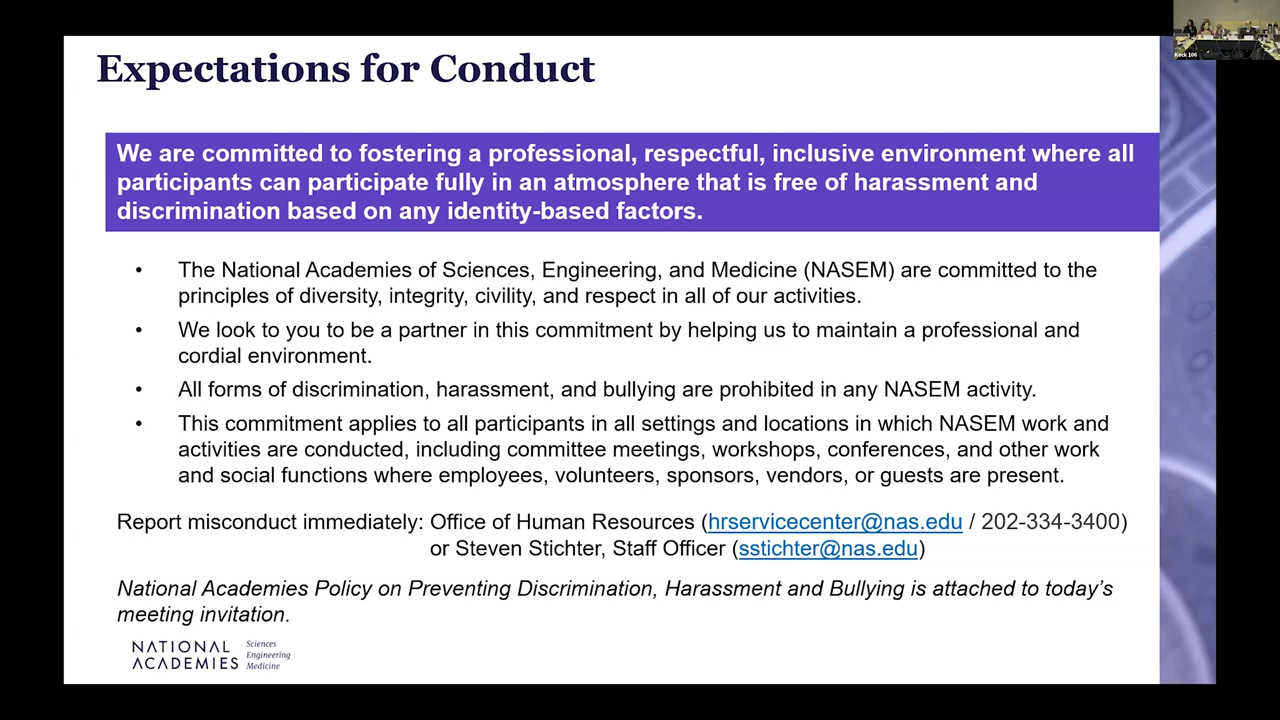 Expectations for Conduct
We are committed to fostering a professional, respectful, inclusive environment where all
participants can participate fully in an atmosphere that is free of harassment and
discrimination based on any identity-based factors.
• The National Academies of Sciences, Engineering, and Medicine (NASEM) are committed to the
principles of diversity, integrity, civility, and respect in all of our activities.
• We look to you to be a partner in this commitment by helping us to maintain a professional and
cordial environment.
• All forms of discrimination, harassment, and bullying are prohibited in any NASEM activity.
• This commitment applies to all participants in all settings and locations in which NASEM work and
activities are conducted, including committee meetings, workshops, conferences, and other work
and social functions where employees, volunteers, sponsors, vendors, or guests are present.
Report misconduct immediately: Office of Human Resources (hrservicecenter@nas.edu / 202-334-3400)
or Steven Stichter, Staff Officer (sstichter@nas.edu)
National Academies Policy on Preventing Discrimination, Harassment and Bullying is attached to today's
meeting invitation.
NATIONAL ACADEMIES
Sciences
Engineering
Medicine
Keck 106